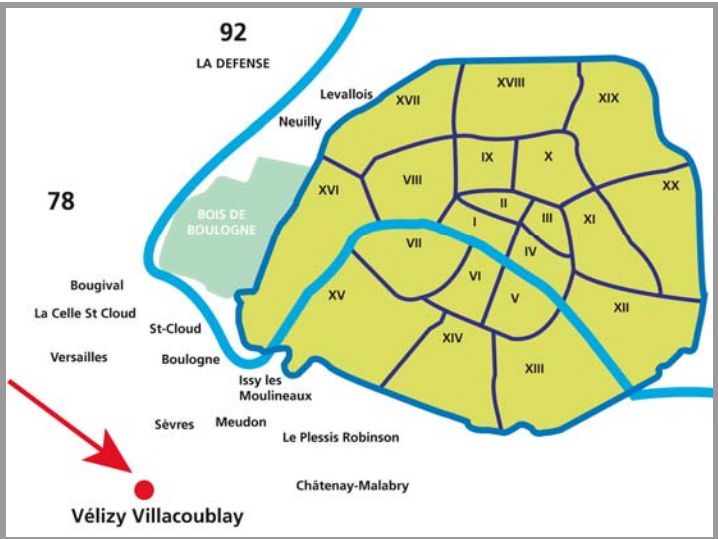 92
LA DEFENSE
Levallois
Neuilly
XVII
XVIII
XIX
IX
X
VIII
XVI
XX
78
II
III
XI
I
BOIS DE
BOULOGNE
VII
IV
VI
V
XV
XII
Bougival
La Celle St Cloud
St-Cloud
XIV
Versailles
Boulogne
XIII
Issy les
Moulineaux
Sèvres
Meudon
Le Plessis Robinson
Châtenay-Malabry
Vélizy Villacoublay